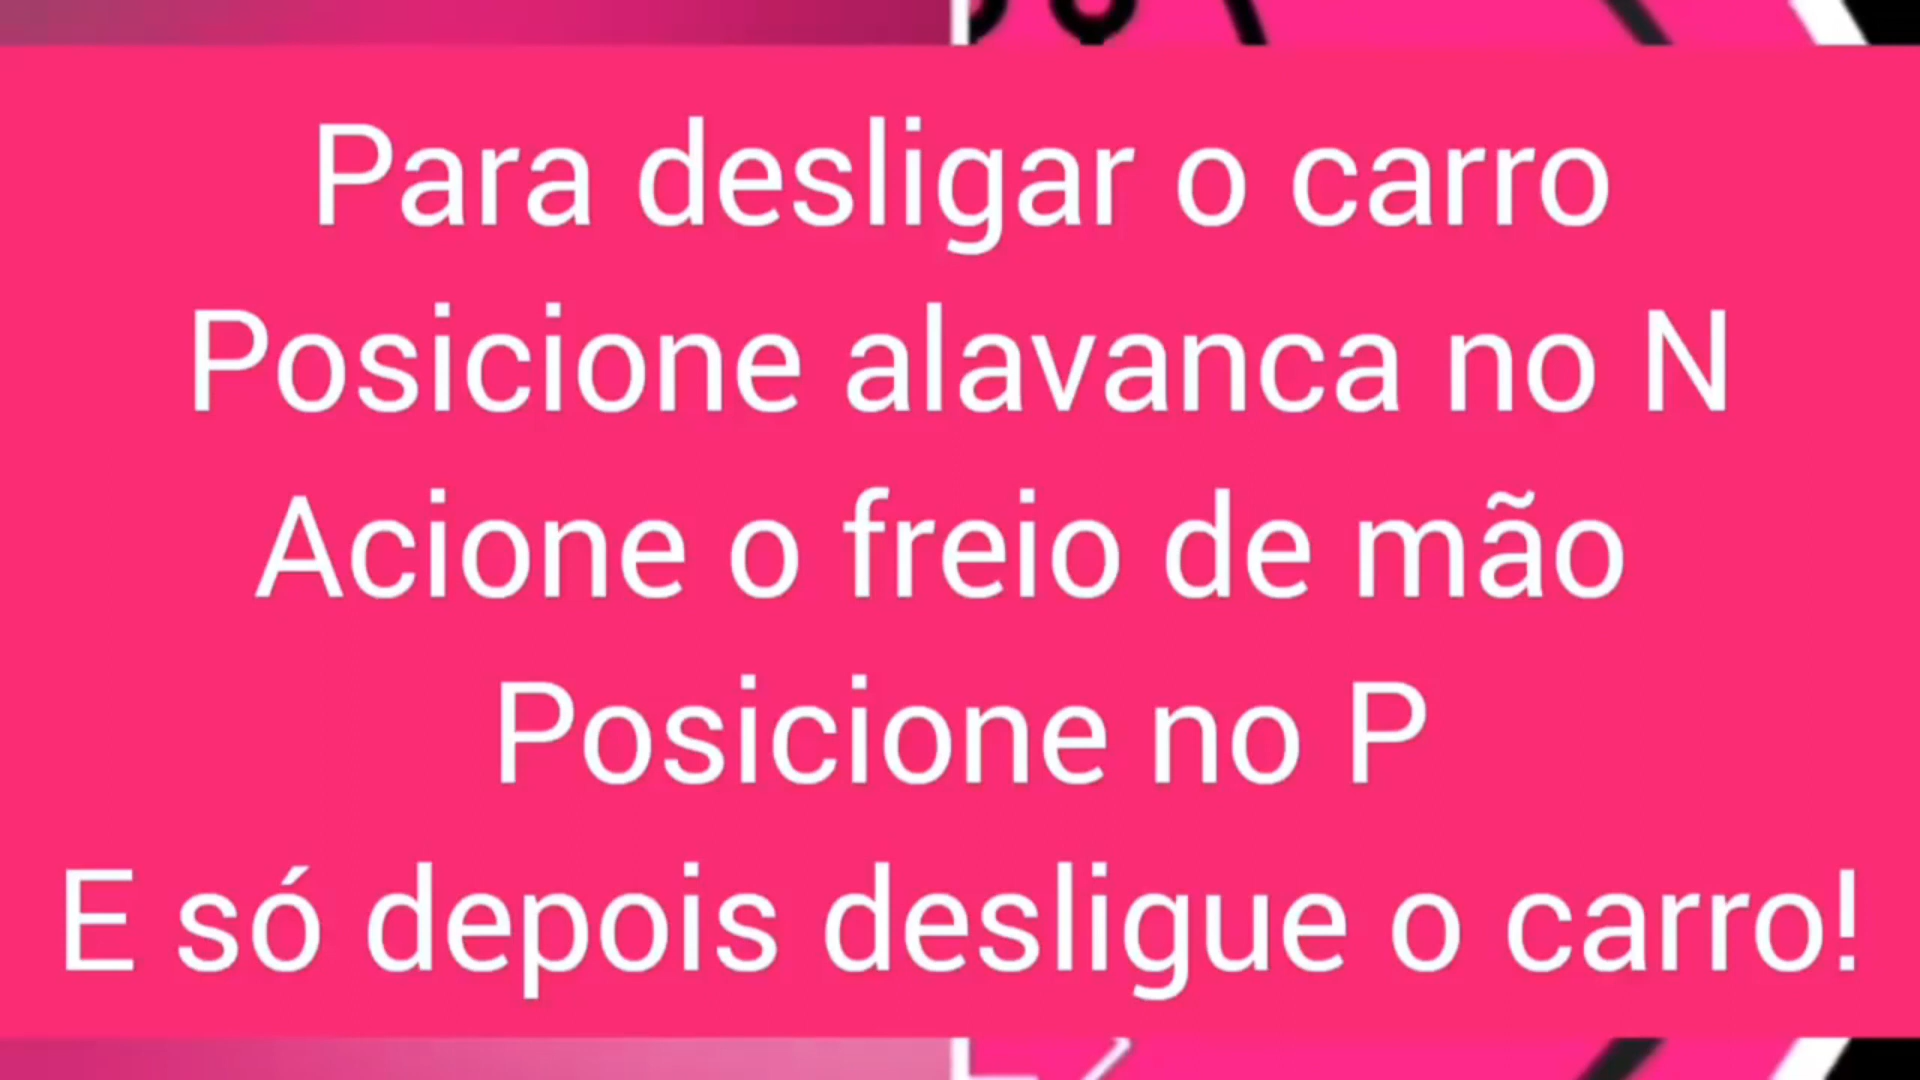 Para desligar o carro
Posicione alavanca no N
Acione o freio de mão
Posicione no P
E só depois desligue o carro!